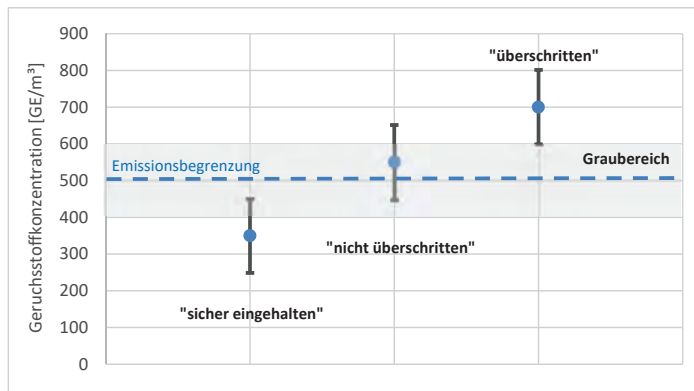 Geruchsstoffkonzentration [GE/m³]
900
800
700
600
500
400
300
200
100
0
"überschritten"
Emissionsbegrenzung
Graubereich
"nicht überschritten"
"sicher eingehalten"